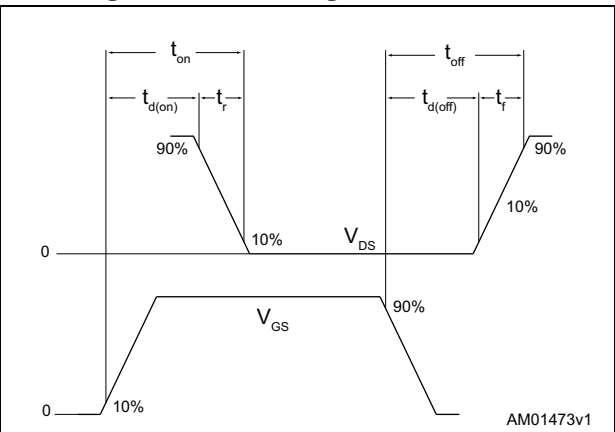 t_on t_off
t_d(on) t_r t_d(off) t_f
90% 90%
10%
10% V_DS
0
90%
V_GS
10%
0
AM01473v1